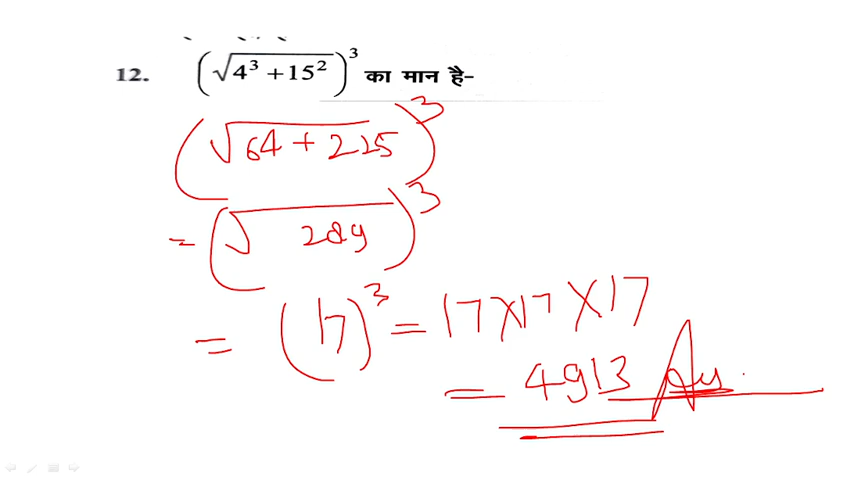 12. (√4³ + 15²)³ का मान है-
(√64 + 225)³
= (√289)³
= (17)³ = 17×17×17
= 4913 Ans.